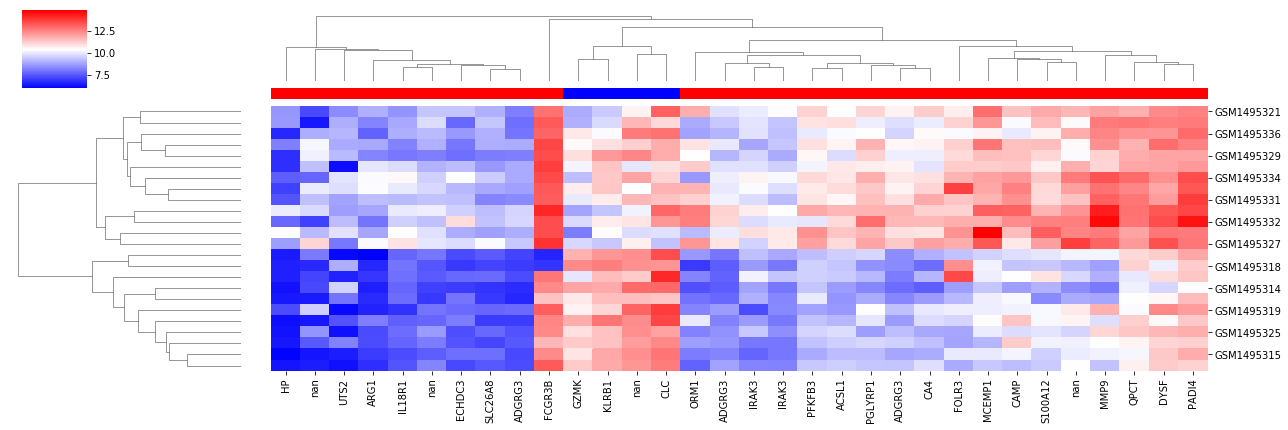 12.5
10.0
7.5
GSM1495321
GSM1495336
GSM1495329
GSM1495334
GSM1495331
GSM1495332
GSM1495327
GSM1495318
GSM1495314
GSM1495319
GSM1495325
GSM1495315
HP
nan
UTS2
ARG1
IL18R1
nan
ECHDC3
SLC26A8
ADGRG3
FCGR3B
GZMK
KLRB1
nan
CLC
ORM1
ADGRG3
IRAK3
IRAK3
PFKFB3
ACSL1
PGLYRP1
ADGRG3
CA4
FOLR3
MCEMP1
CAMP
S100A12
nan
MMP9
QPCT
DYSF
PADI4